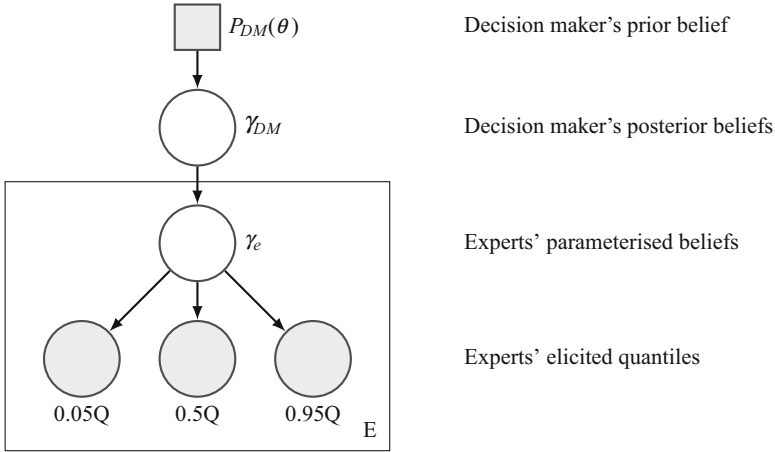 P_DM(θ) Decision maker's prior belief
γ_DM Decision maker's posterior beliefs
γ_e Experts' parameterised beliefs
Experts' elicited quantiles
0.05Q 0.5Q 0.95Q
E